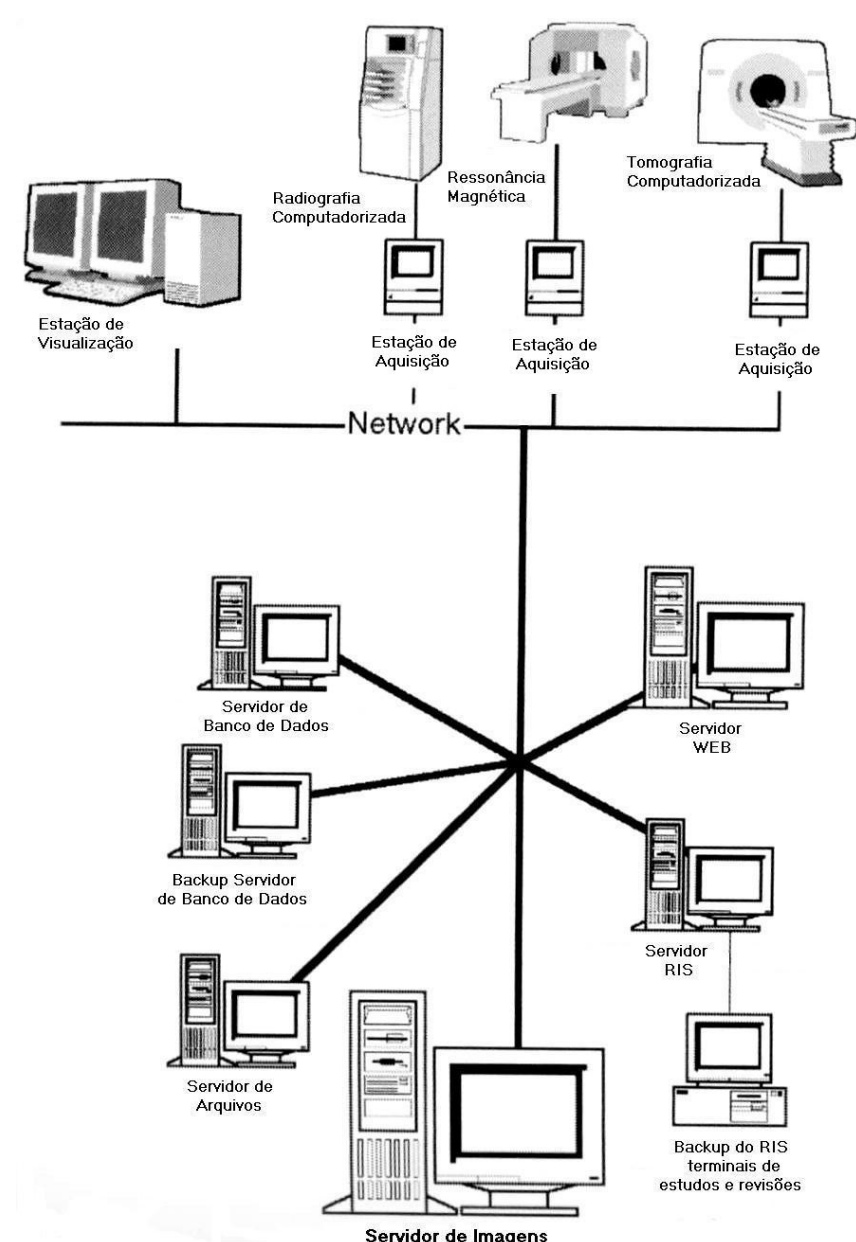 Radiografia
Computadorizada
Ressonância
Magnética
Tomografia
Computadorizada
Estação de
Visualização
Estação de
Aquisição
Estação de
Aquisição
Estação de
Aquisição
Network
Servidor de
Banco de Dados
Servidor
WEB
Backup Servidor
de Banco de Dados
Servidor
RIS
Servidor de
Arquivos
Backup do RIS
terminais de
estudos e revisões
Servidor de Imagens